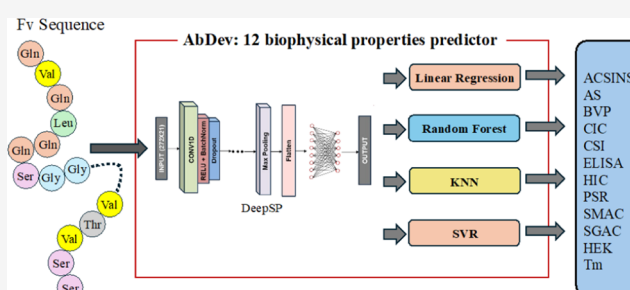 Fv Sequence
AbDev: 12 biophysical properties predictor
Gln
Val
Gln
Leu
Gln
Gln
Ser
Gly
Gly
Val
Thr
Val
Ser
Ser
INPUT (272X21)
CONV1D
RELU + BatchNorm
Dropout
Max Pooling
Flatten
OUTPUT
DeepSP
Linear Regression
Random Forest
KNN
SVR
ACSINS
AS
BVP
CIC
CSI
ELISA
HIC
PSR
SMAC
SGAC
HEK
Tm